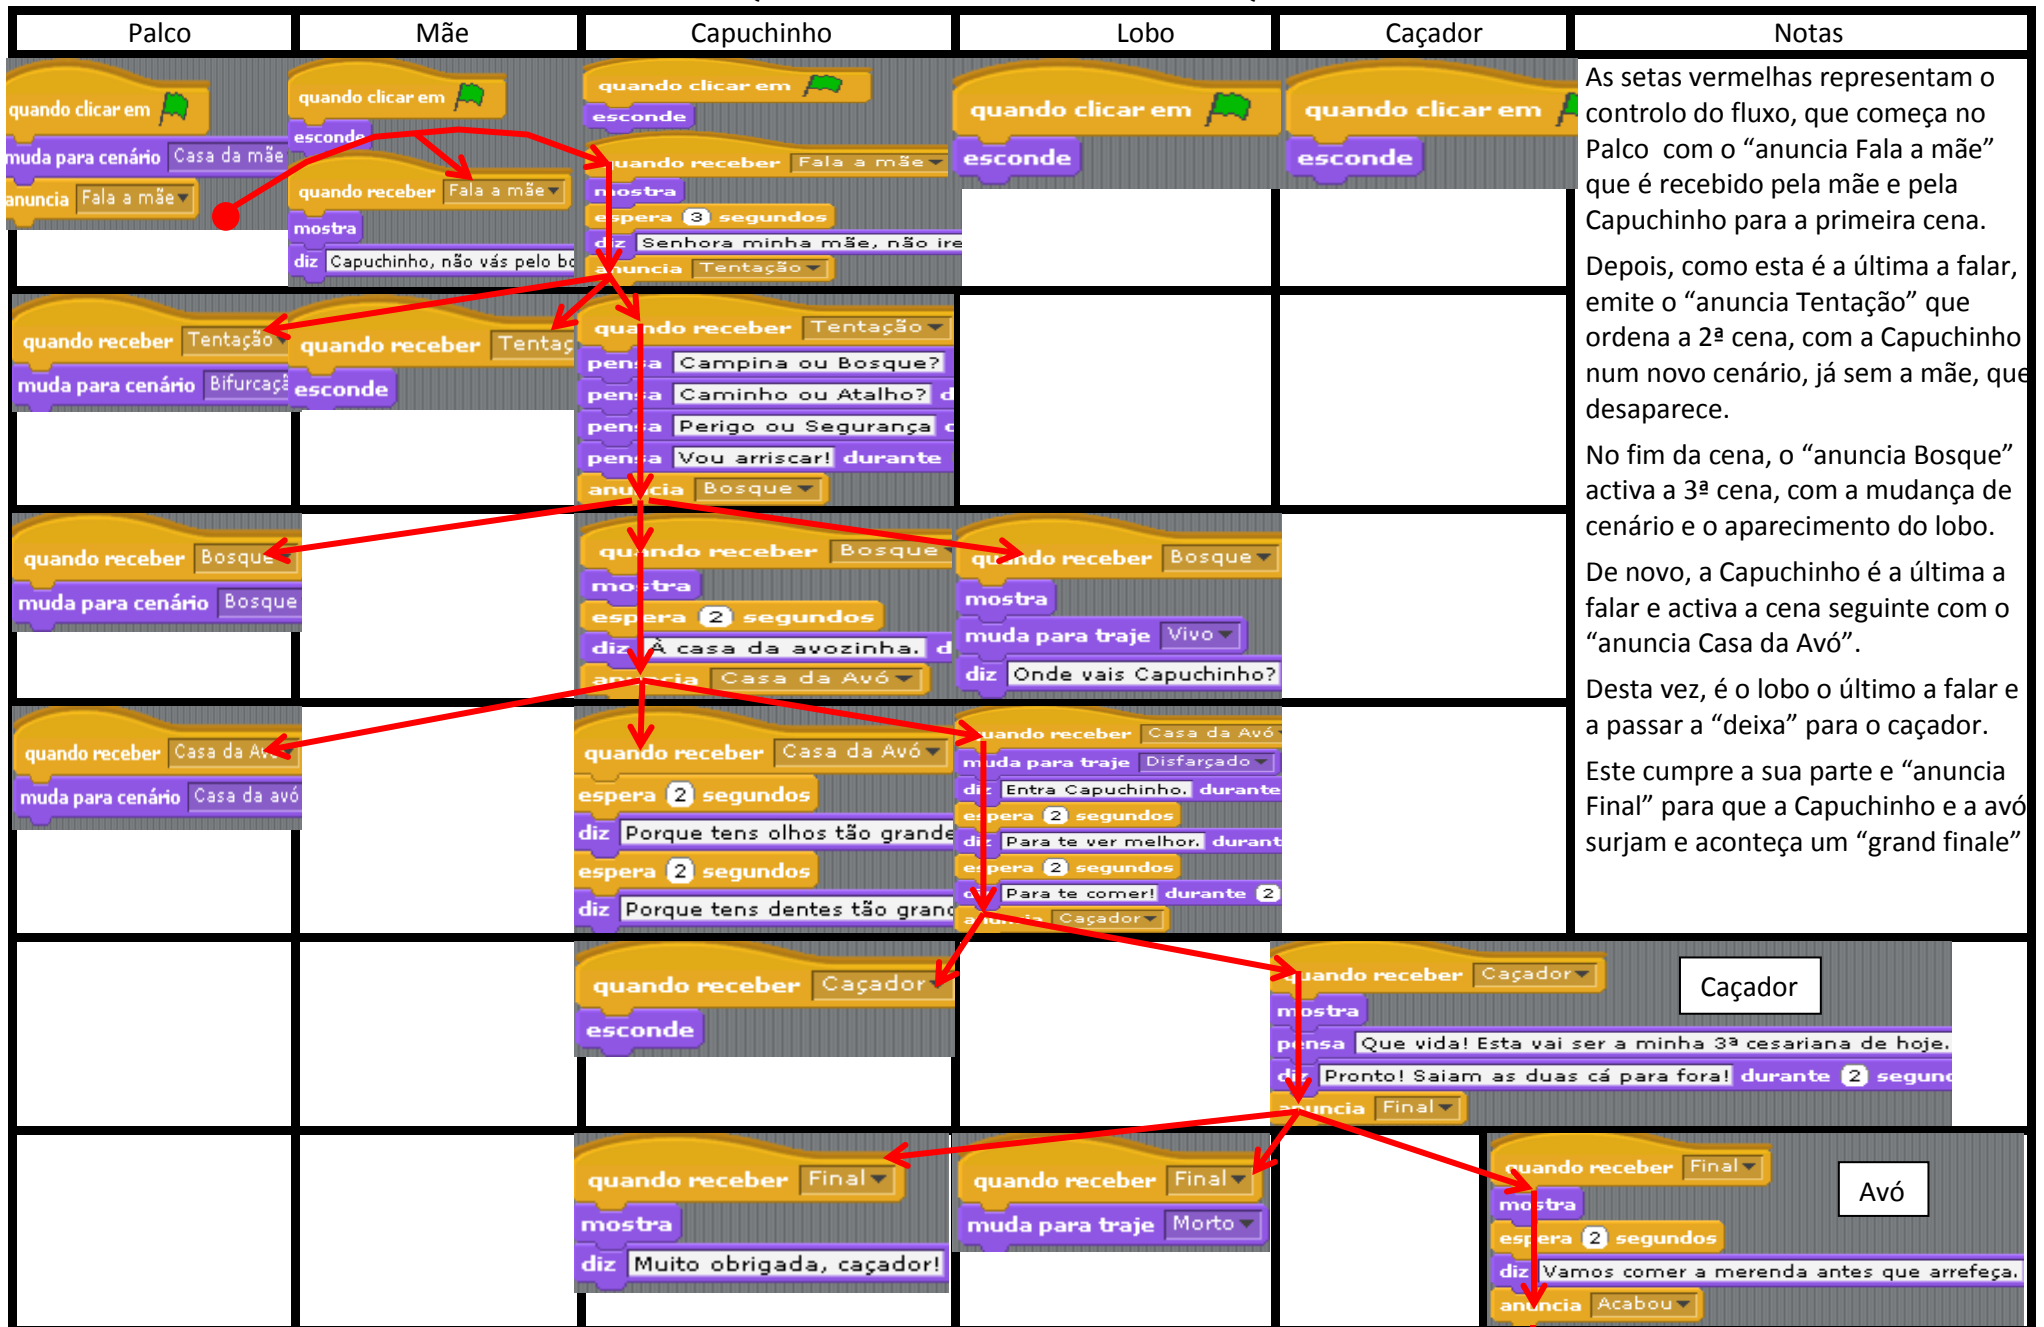 Palco
Mãe
Capuchinho
Lobo
Caçador
Notas
quando clicar em
muda para cenário Casa da mãe
anuncia Fala a mãe
quando clicar em
esconde
quando receber Fala a mãe
mostra
diz Capuchinho, não vás pelo bo
quando clicar em
esconde
quando receber Fala a mãe
mostra
espera 3 segundos
diz Senhora minha mãe, não ire
anuncia Tentação
quando clicar em
esconde
quando clicar em
esconde
As setas vermelhas representam o
controlo do fluxo, que começa no
Palco com o “anuncia Fala a mãe”
que é recebido pela mãe e pela
Capuchinho para a primeira cena.
Depois, como esta é a última a falar,
emite o “anuncia Tentação” que
ordena a 2ª cena, com a Capuchinho
num novo cenário, já sem a mãe, que
desaparece.
No fim da cena, o “anuncia Bosque”
activa a 3ª cena, com a mudança de
cenário e o aparecimento do lobo.
De novo, a Capuchinho é a última a
falar e activa a cena seguinte com o
“anuncia Casa da Avó”.
Desta vez, é o lobo o último a falar e
a passar a “deixa” para o caçador.
Este cumpre a sua parte e “anuncia
Final” para que a Capuchinho e a avó
surjam e aconteça um “grand finale”
quando receber Tentação
muda para cenário Bifurcaçã
quando receber Tentaç
esconde
quando receber Tentação
pensa Campina ou Bosque?
pensa Caminho ou Atalho? d
pensa Perigo ou Segurança d
pensa Vou arriscar! durante
anuncia Bosque
quando receber Bosque
muda para cenário Bosque
quando receber Bosque
mostra
espera 2 segundos
diz À casa da avozinha. d
anuncia Casa da Avó
quando receber Bosque
mostra
muda para traje Vivo
diz Onde vais Capuchinho?
quando receber Casa da Avó
muda para cenário Casa da avó
quando receber Casa da Avó
espera 2 segundos
diz Porque tens olhos tão grande
espera 2 segundos
diz Porque tens dentes tão grand
quando receber Casa da Avó
muda para traje Disfarçado
diz Entra Capuchinho. durante
espera 2 segundos
diz Para te ver melhor. durant
espera 2 segundos
diz Para te comer! durante 2
anuncia Caçador
quando receber Caçador
esconde
quando receber Caçador
Caçador
mostra
pensa Que vida! Esta vai ser a minha 3ª cesariana de hoje.
diz Pronto! Saiam as duas cá para fora! durante 2 segund
anuncia Final
quando receber Final
mostra
diz Muito obrigada, caçador!
quando receber Final
muda para traje Morto
quando receber Final
Avó
mostra
espera 2 segundos
diz Vamos comer a merenda antes que arrefeça.
anuncia Acabou